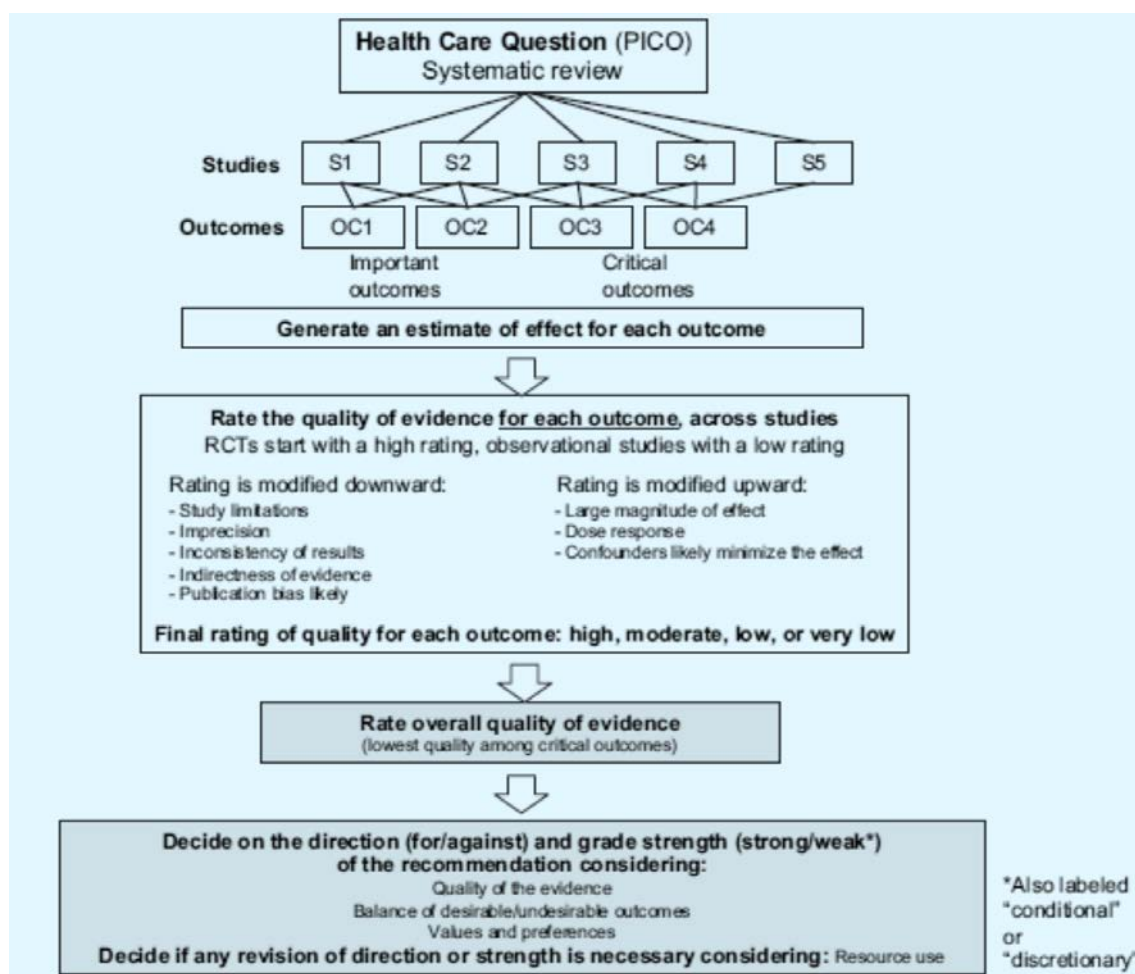 Health Care Question (PICO)
Systematic review
Studies
S1
S2
S3
S4
S5
Outcomes
OC1
OC2
OC3
OC4
Important
outcomes
Critical
outcomes
Generate an estimate of effect for each outcome
Rate the quality of evidence for each outcome, across studies
RCTs start with a high rating, observational studies with a low rating
Rating is modified downward:
- Study limitations
- Imprecision
- Inconsistency of results
- Indirectness of evidence
- Publication bias likely
Rating is modified upward:
- Large magnitude of effect
- Dose response
- Confounders likely minimize the effect
Final rating of quality for each outcome: high, moderate, low, or very low
Rate overall quality of evidence
(lowest quality among critical outcomes)
Decide on the direction (for/against) and grade strength (strong/weak*)
of the recommendation considering:
Quality of the evidence
Balance of desirable/undesirable outcomes
Values and preferences
Decide if any revision of direction or strength is necessary considering: Resource use
*Also labeled
“conditional”
or
“discretionary”